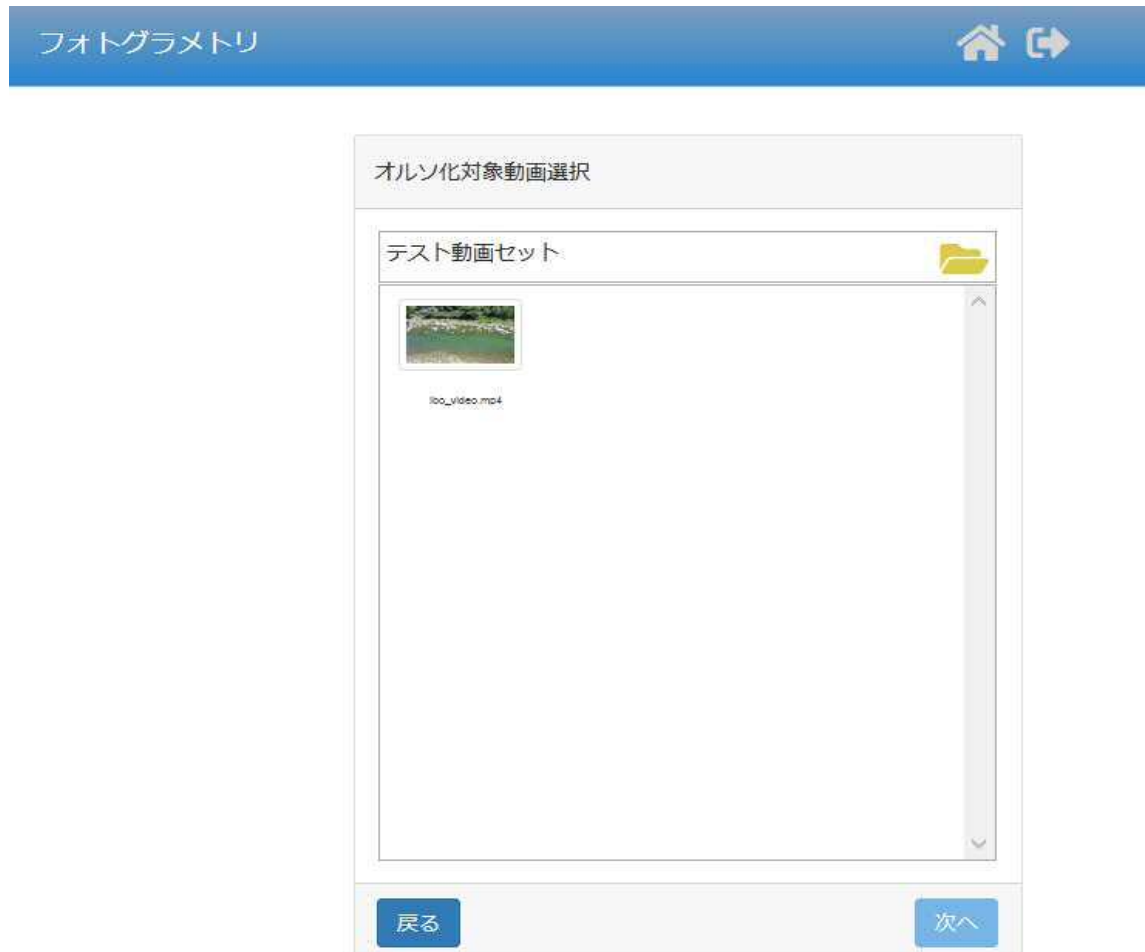 フォトグラメトリ
オルソ化対象動画選択
テスト動画セット
ibo_video.mp4
戻る
次へ